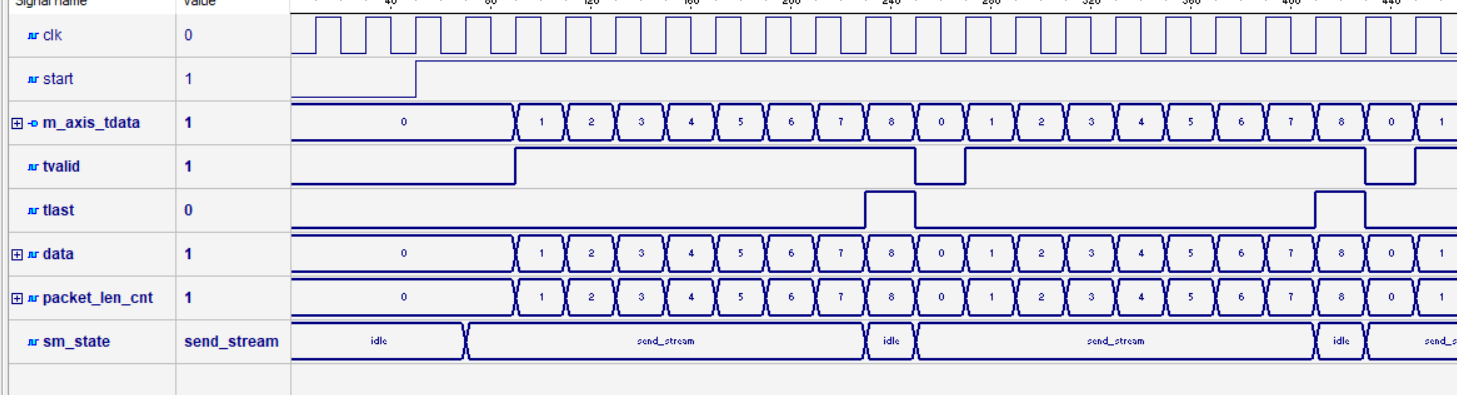 Signal name Value 40 80 120 160 200 240 280 320 360 400 440
clk 0
start 1
m_axis_tdata 1 0 1 2 3 4 5 6 7 8 0 1 2 3 4 5 6 7 8 0 1
tvalid 1
tlast 0
data 1 0 1 2 3 4 5 6 7 8 0 1 2 3 4 5 6 7 8 0 1
packet_len_cnt 1 0 1 2 3 4 5 6 7 8 0 1 2 3 4 5 6 7 8 0 1
sm_state send_stream idle send_stream idle send_stream idle send_s